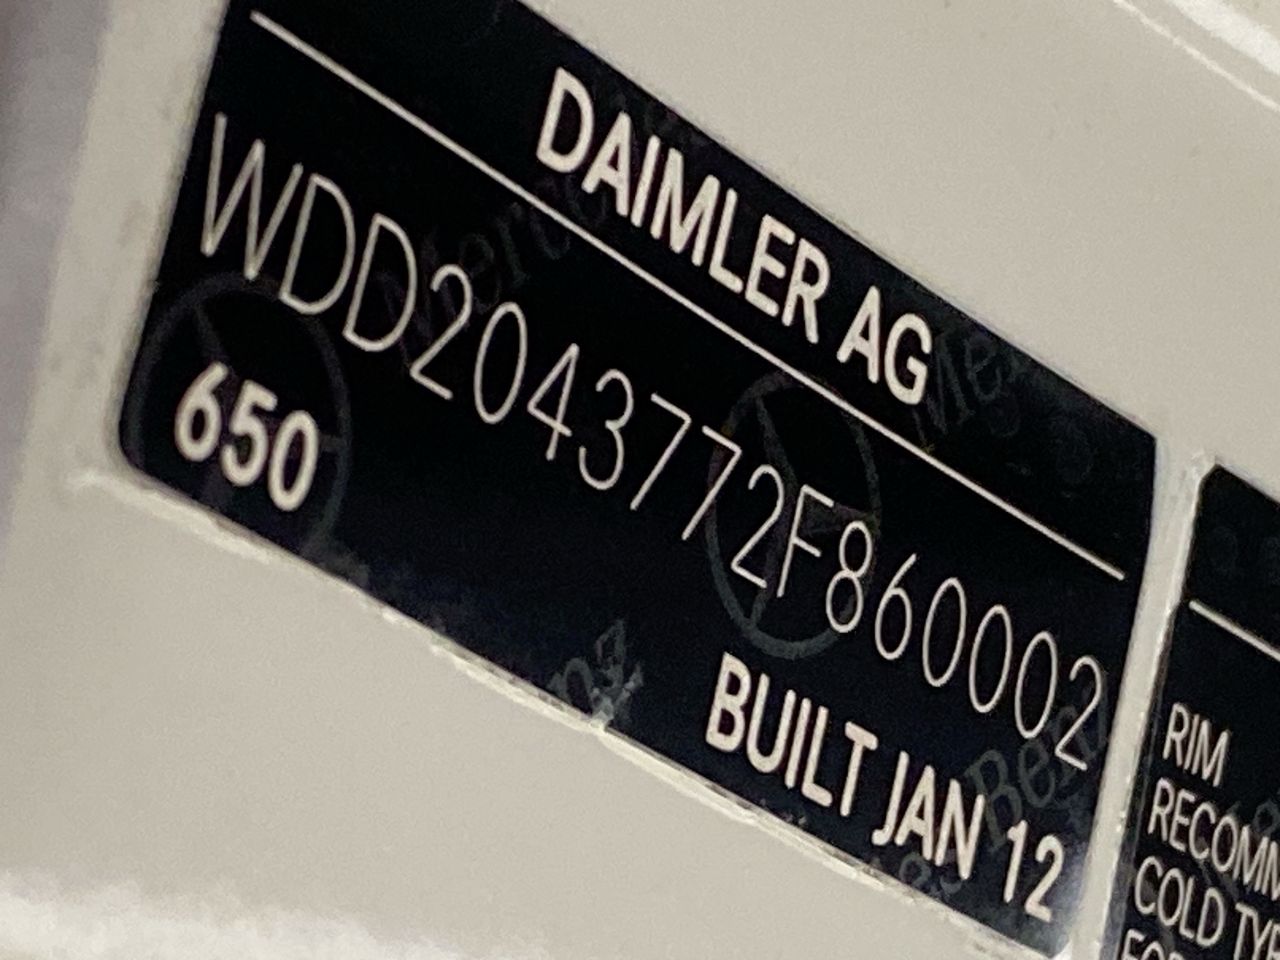 DAIMLER AG
WDD2043772F860002
650
BUILT JAN 12
RIM
RECOMM
COLD TY